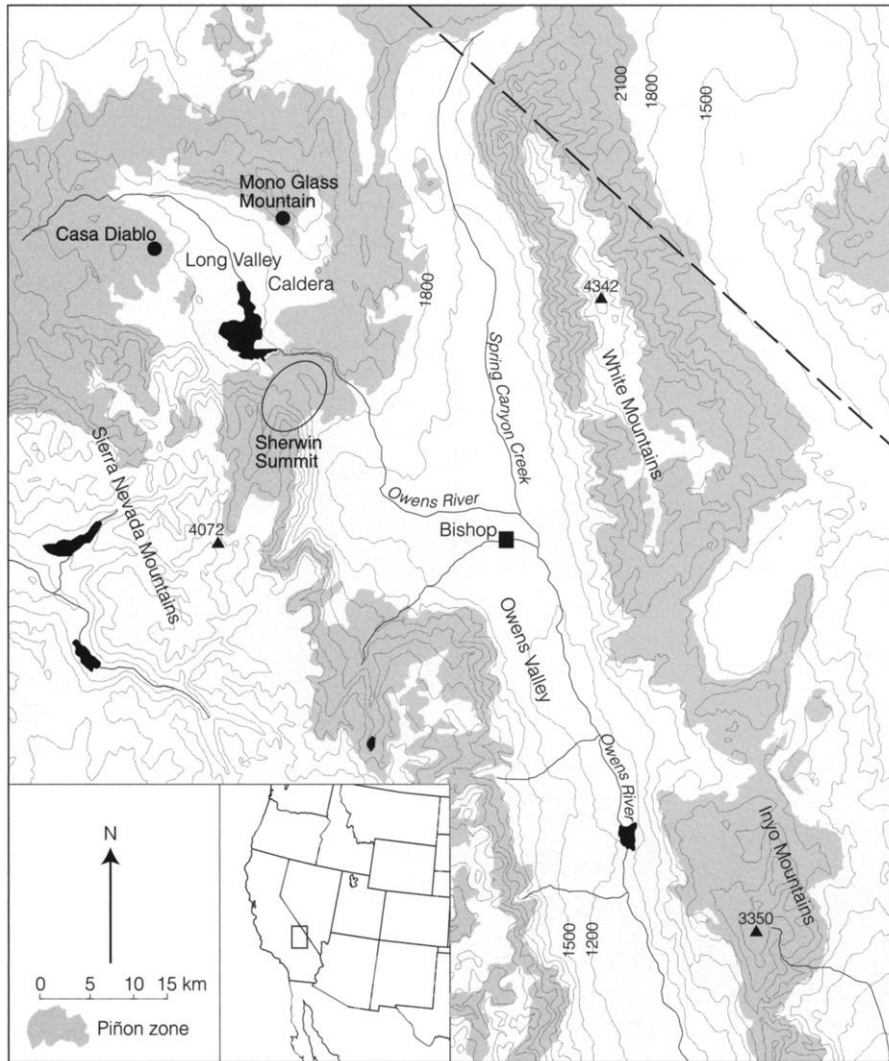 2100
1800
1500
Mono Glass
Mountain
Casa Diablo
Long Valley
Caldera
1800
4342
Spring Canyon Creek
White Mountains
Sherwin
Summit
Sierra Nevada Mountains
Owens River
4072
Bishop
Owens Valley
Owens River
Inyo Mountains
3350
1500
1200
N
0 5 10 15 km
Piñon zone